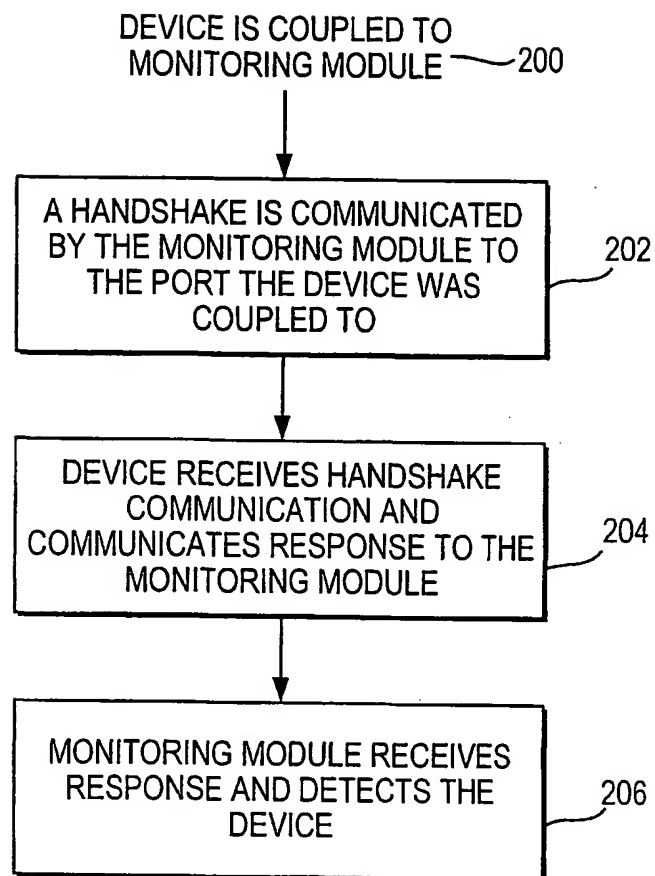 DEVICE IS COUPLED TO
MONITORING MODULE 200
A HANDSHAKE IS COMMUNICATED
BY THE MONITORING MODULE TO
THE PORT THE DEVICE WAS
COUPLED TO
202
DEVICE RECEIVES HANDSHAKE
COMMUNICATION AND
COMMUNICATES RESPONSE TO THE
MONITORING MODULE
204
MONITORING MODULE RECEIVES
RESPONSE AND DETECTS THE
DEVICE
206